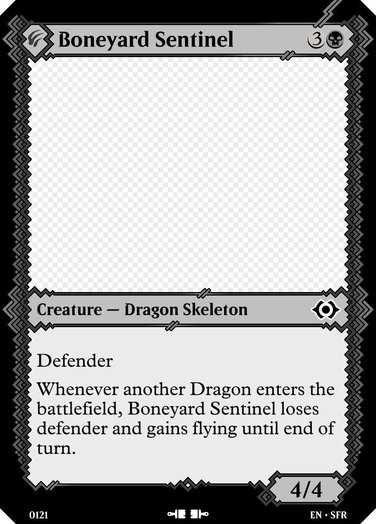 Boneyard Sentinel 3
Creature — Dragon Skeleton
Defender
Whenever another Dragon enters the
battlefield, Boneyard Sentinel loses
defender and gains flying until end of
turn.
4/4
0121 EN • SFR